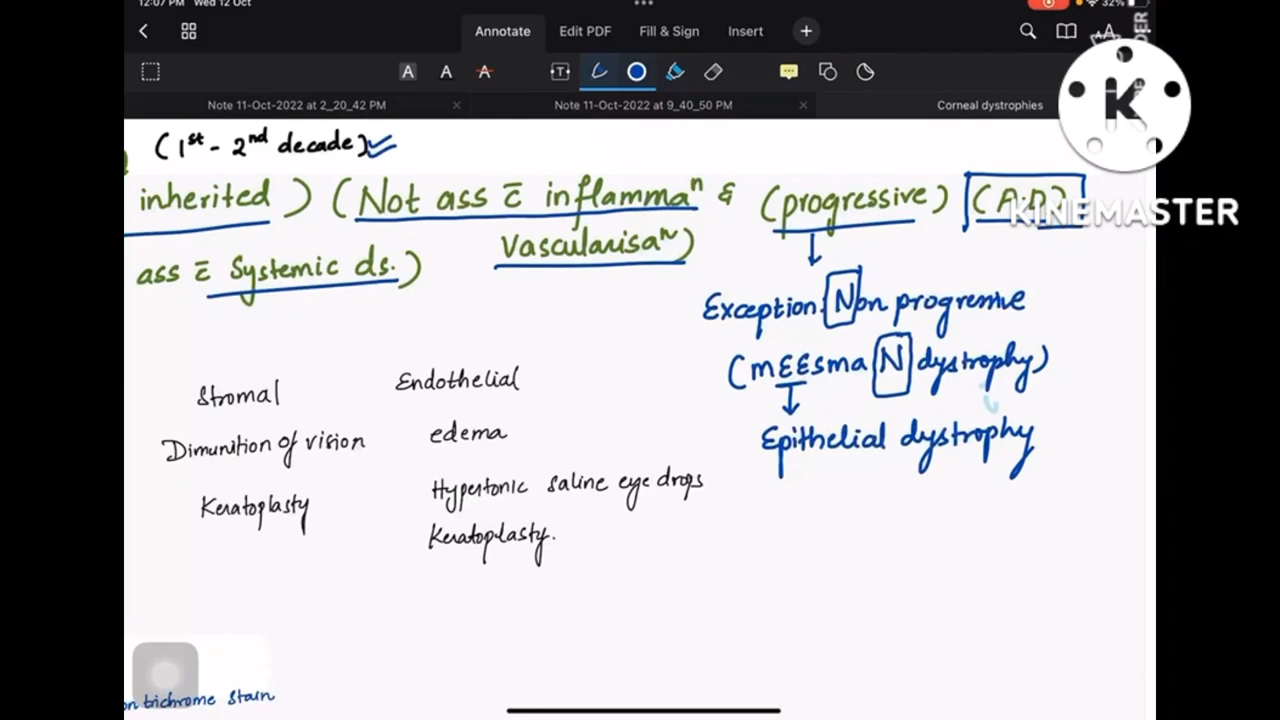 12:07 PM Wed 12 Oct
32%
Annotate Edit PDF Fill & Sign Insert +
Note 11-Oct-2022 at 2_20_42 PM
Note 11-Oct-2022 at 9_40_50 PM
Corneal dystrophies
K
KINEMASTER
(1st - 2nd decade)
inherited) (Not ass c̄ inflammaⁿ & (progressive) (A.D)
ass c̄ Systemic ds.) Vascularisaⁿ)
Exception: Non progressive
(mEEsma N dystrophy)
Epithelial dystrophy
Stromal Endothelial
Dimunition of vision edema
Keratoplasty Hypertonic saline eye drops
Keratoplasty.
trichrome stain